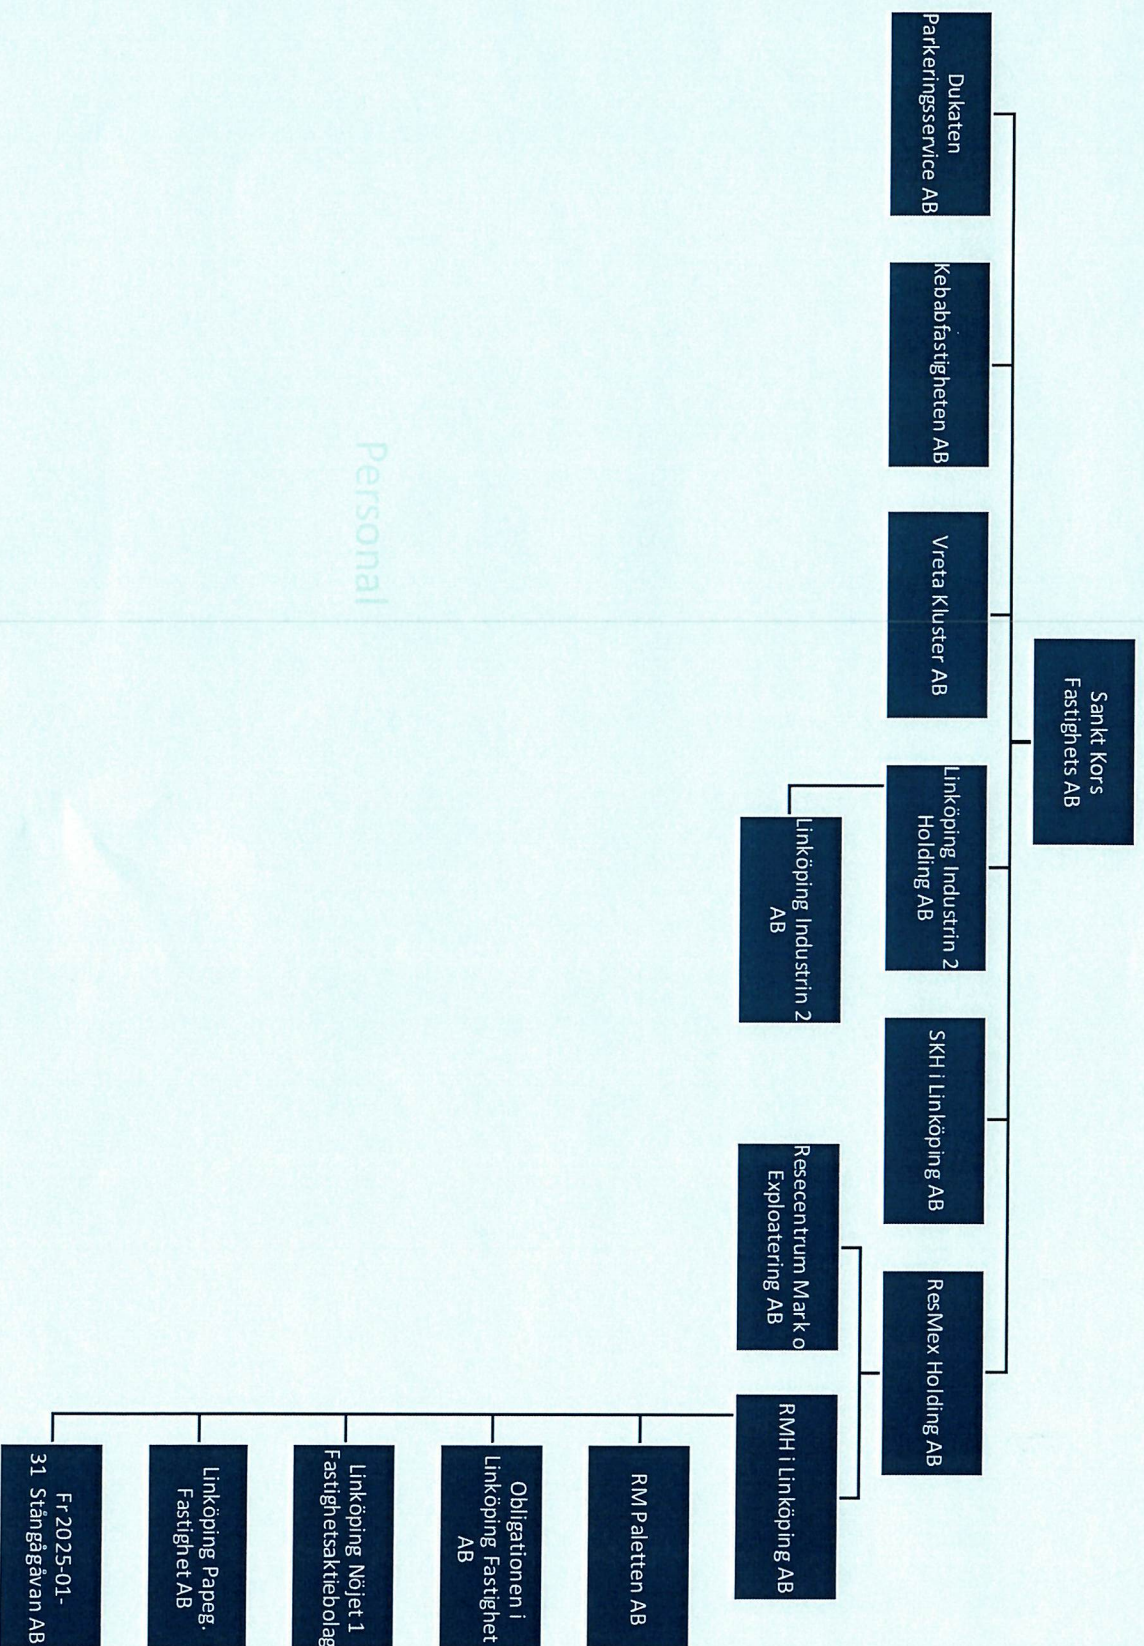 Sankt Kors
Fastighets AB
Dukaten
Parkeringsservice AB
Kebabfastigheten AB
Vreta Kluster AB
Linköping Industrin 2
Holding AB
SKH i Linköping AB
ResMex Holding AB
Linköping Industrin 2
AB
Resecentrum Mark o
Exploatering AB
RMH i Linköping AB
RM Paletten AB
Obligationen i
Linköping Fastighet
AB
Linköping Nöjet 1
Fastighetsaktiebolag
Linköping Papeg.
Fastighet AB
Fr 2025-01-
31 Stångågåvan AB
Personal